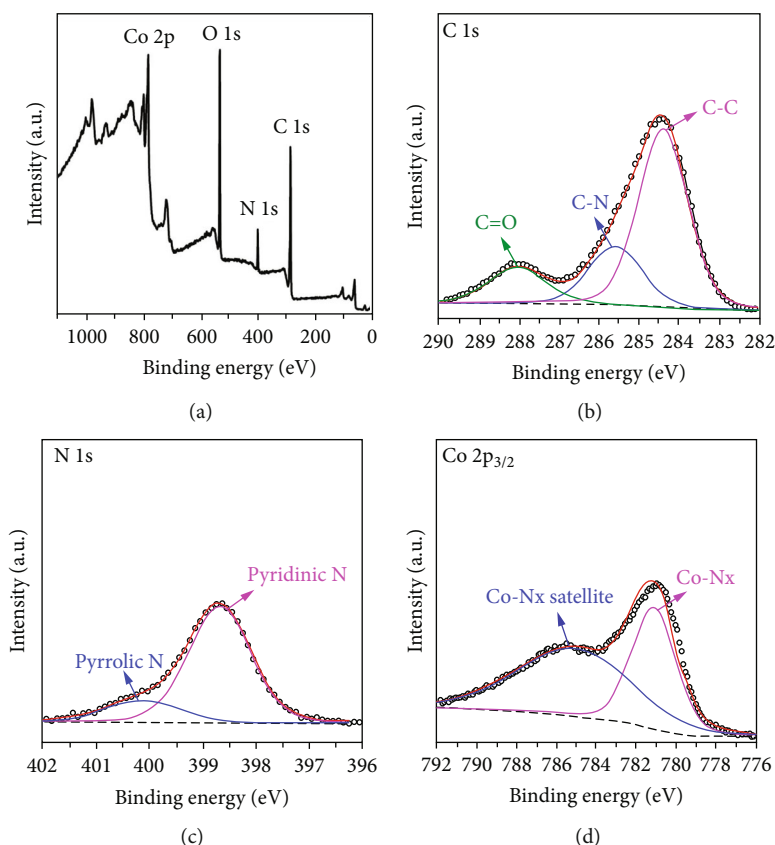 Co 2p
O 1s
C 1s
N 1s
Intensity (a.u.)
1000 800 600 400 200 0
Binding energy (eV)
(a)
C 1s
C-C
C-N
C=O
Intensity (a.u.)
290 289 288 287 286 285 284 283 282
Binding energy (eV)
(b)
N 1s
Pyridinic N
Pyrrolic N
Intensity (a.u.)
402 401 400 399 398 397 396
Binding energy (eV)
(c)
Co 2p3/2
Co-Nx
Co-Nx satellite
Intensity (a.u.)
792 790 788 786 784 782 780 778 776
Binding energy (eV)
(d)